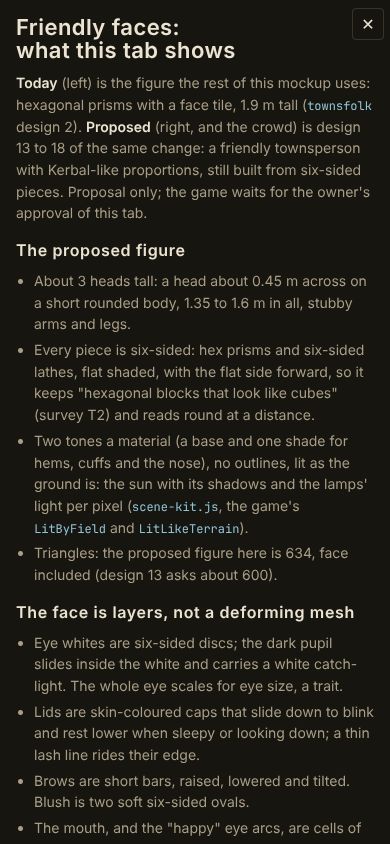 Friendly faces:
what this tab shows
Today (left) is the figure the rest of this mockup uses:
hexagonal prisms with a face tile, 1.9 m tall (townsfolk
design 2). Proposed (right, and the crowd) is design
13 to 18 of the same change: a friendly townsperson
with Kerbal-like proportions, still built from six-sided
pieces. Proposal only; the game waits for the owner's
approval of this tab.
The proposed figure
• About 3 heads tall: a head about 0.45 m across on
a short rounded body, 1.35 to 1.6 m in all, stubby
arms and legs.
• Every piece is six-sided: hex prisms and six-sided
lathes, flat shaded, with the flat side forward, so it
keeps "hexagonal blocks that look like cubes"
(survey T2) and reads round at a distance.
• Two tones a material (a base and one shade for
hems, cuffs and the nose), no outlines, lit as the
ground is: the sun with its shadows and the lamps'
light per pixel (scene-kit.js, the game's
LitByField and LitLikeTerrain).
• Triangles: the proposed figure here is 634, face
included (design 13 asks about 600).
The face is layers, not a deforming mesh
• Eye whites are six-sided discs; the dark pupil
slides inside the white and carries a white catch-
light. The whole eye scales for eye size, a trait.
• Lids are skin-coloured caps that slide down to blink
and rest lower when sleepy or looking down; a thin
lash line rides their edge.
• Brows are short bars, raised, lowered and tilted.
Blush is two soft six-sided ovals.
• The mouth, and the "happy" eye arcs, are cells of